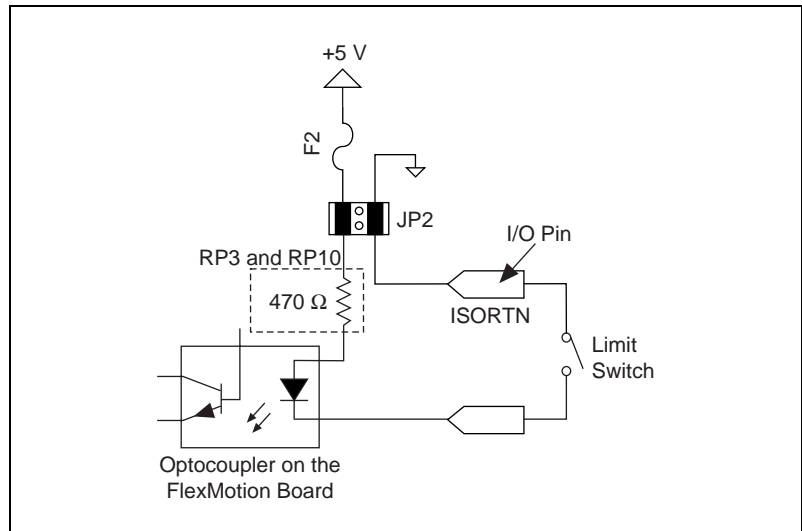 +5 V
F2
JP2
I/O Pin
RP3 and RP10
470 Ω
ISORTN
Limit
Switch
Optocoupler on the
FlexMotion Board